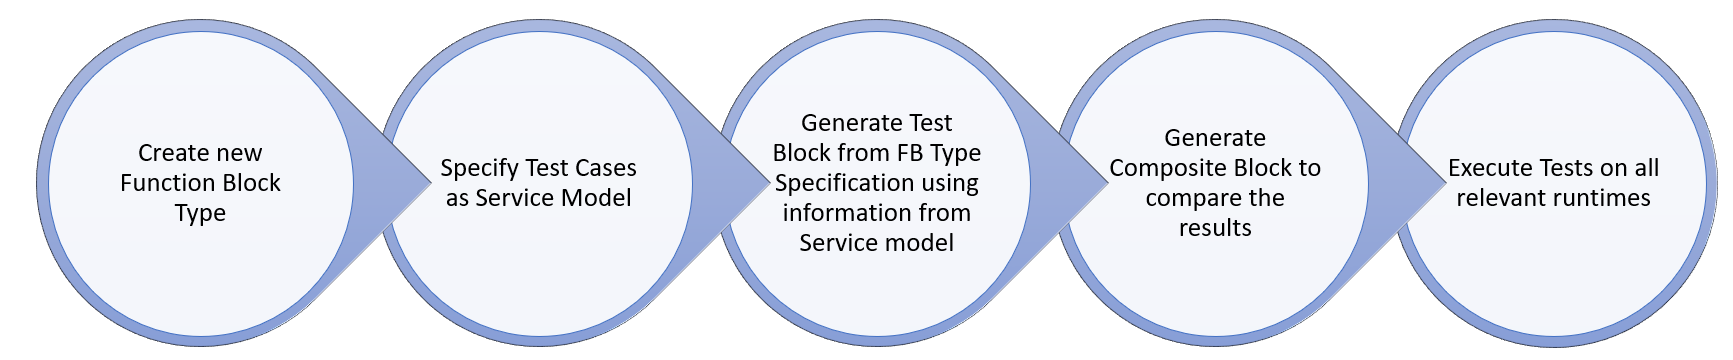 Create new
Function Block
Type
Specify Test Cases
as Service Model
Generate Test
Block from FB Type
Specification using
information from
Service model
Generate
Composite Block to
compare the
results
Execute Tests on all
relevant runtimes